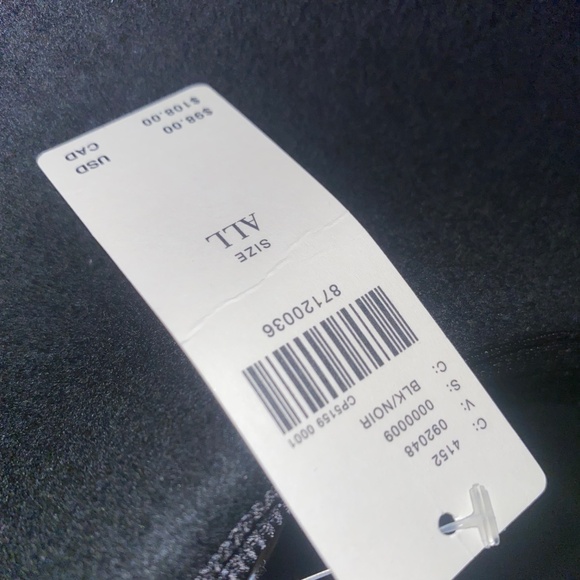 C: 4152
V: 092048
S: 0000009
C: BLK/NOIR
CP5159 0001
87120036
SIZE
ALL
USD $98.00
CAD $108.00